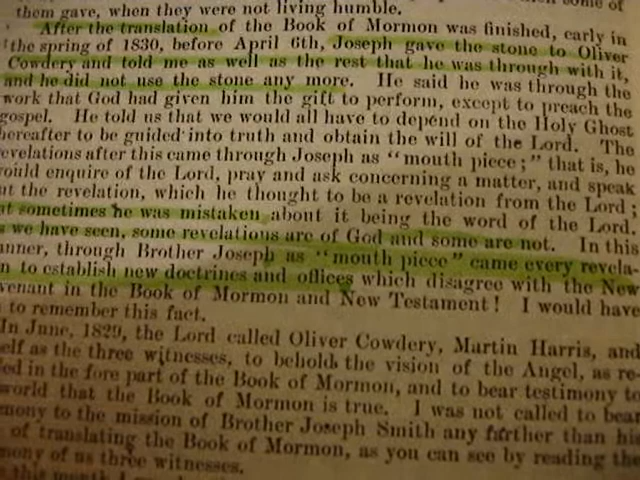 them gave, when they were not living humble.
After the translation of the Book of Mormon was finished, early in
the spring of 1830, before April 6th, Joseph gave the stone to Oliver
Cowdery and told me as well as the rest that he was through with it,
and he did not use the stone any more. He said he was through the
work that God had given him the gift to perform, except to preach the
gospel. He told us that we would all have to depend on the Holy Ghost
hereafter to be guided into truth and obtain the will of the Lord. The
evelations after this came through Joseph as "mouth piece;" that is, he
ould enquire of the Lord, pray and ask concerning a matter, and speak
ut the revelation, which he thought to be a revelation from the Lord;
ut sometimes he was mistaken about it being the word of the Lord.
s we have seen, some revelations are of God and some are not. In this
anner, through Brother Joseph as "mouth piece" came every revela-
n to establish new doctrines and offices which disagree with the New
venant in the Book of Mormon and New Testament! I would have
to remember this fact.
In June, 1829, the Lord called Oliver Cowdery, Martin Harris, and
self as the three witnesses, to behold the vision of the Angel, as re-
ed in the fore part of the Book of Mormon, and to bear testimony to
world that the Book of Mormon is true. I was not called to bear
mony to the mission of Brother Joseph Smith any farther than his
of translating the Book of Mormon, as you can see by reading the
mony of us three witnesses.